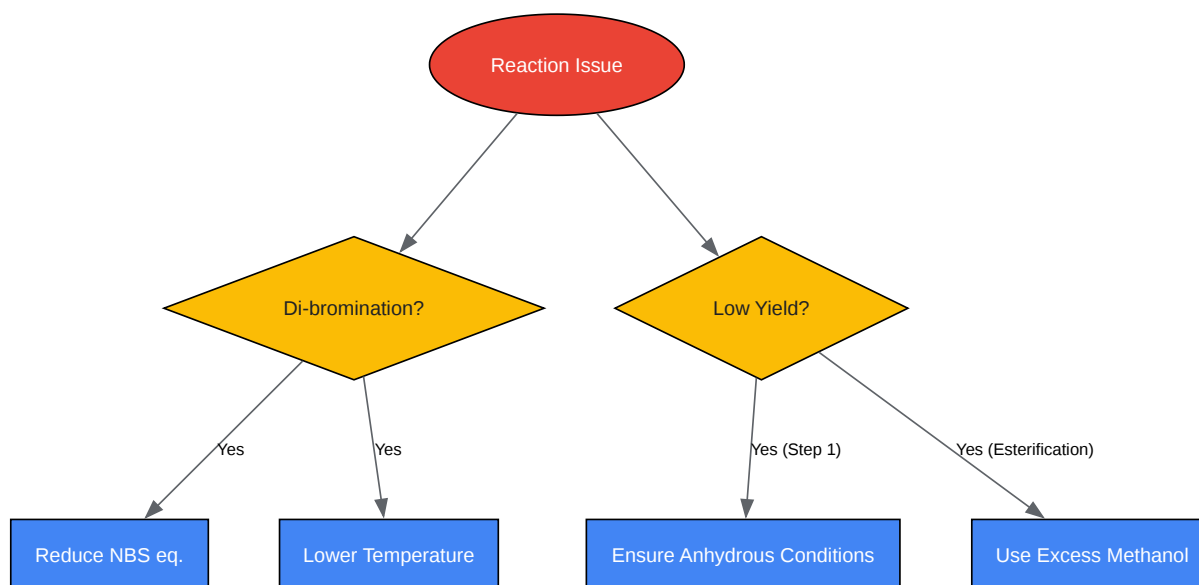 Reaction Issue
Di-bromination?
Low Yield?
Yes
Yes
Yes (Step 1)
Yes (Esterification)
Reduce NBS eq.
Lower Temperature
Ensure Anhydrous Conditions
Use Excess Methanol